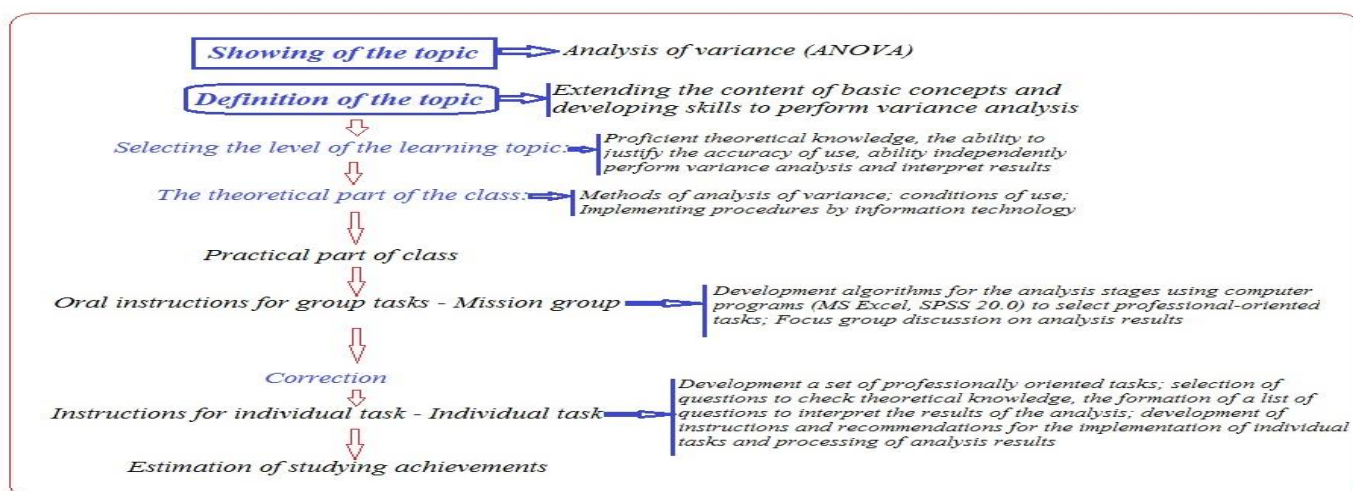 Showing of the topic
Analysis of variance (ANOVA)
Definition of the topic
Extending the content of basic concepts and
developing skills to perform variance analysis
Selecting the level of the learning topic:
Proficient theoretical knowledge, the ability to
justify the accuracy of use, ability independently
perform variance analysis and interpret results
The theoretical part of the class:
Methods of analysis of variance; conditions of use;
Implementing procedures by information technology
Practical part of class
Oral instructions for group tasks - Mission group
Development algorithms for the analysis stages using computer
programs (MS Excel, SPSS 20.0) to select professional-oriented
tasks; Focus group discussion on analysis results
Correction
Instructions for individual task - Individual task
Development a set of professionally oriented tasks; selection of
questions to check theoretical knowledge, the formation of a list of
questions to interpret the results of the analysis; development of
instructions and recommendations for the implementation of individual
tasks and processing of analysis results
Estimation of studying achievements